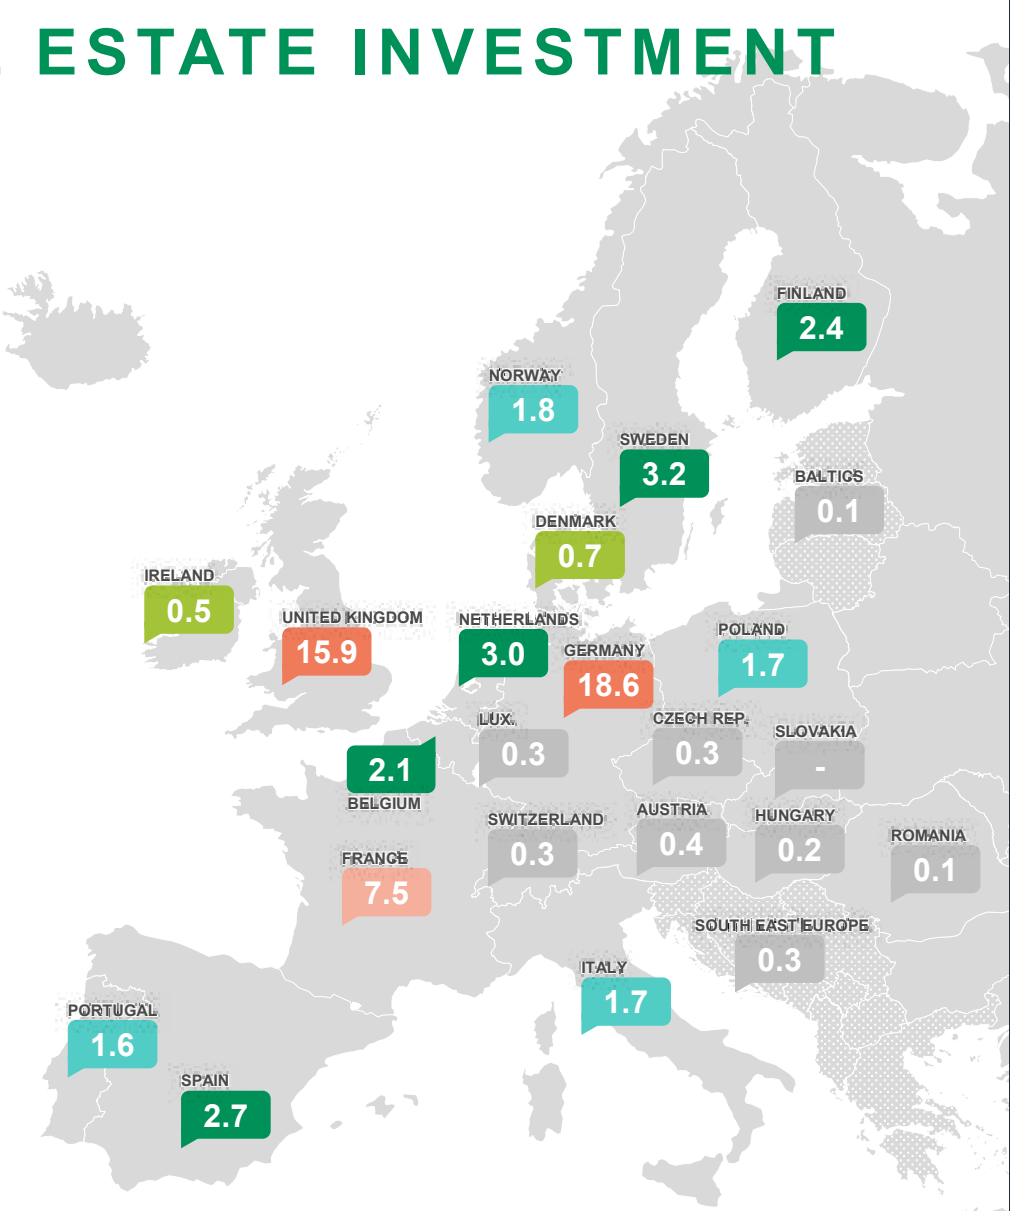 ESTATE INVESTMENT
FINLAND
2.4
NORWAY
1.8
SWEDEN
3.2
BALTICS
0.1
DENMARK
0.7
IRELAND
0.5
UNITED KINGDOM
15.9
NETHERLANDS
3.0
GERMANY
18.6
POLAND
1.7
LUX.
0.3
CZECH REP.
0.3
SLOVAKIA
-
2.1
BELGIUM
SWITZERLAND
0.3
AUSTRIA
0.4
HUNGARY
0.2
ROMANIA
0.1
FRANCE
7.5
SOUTH EAST EUROPE
0.3
ITALY
1.7
PORTUGAL
1.6
SPAIN
2.7